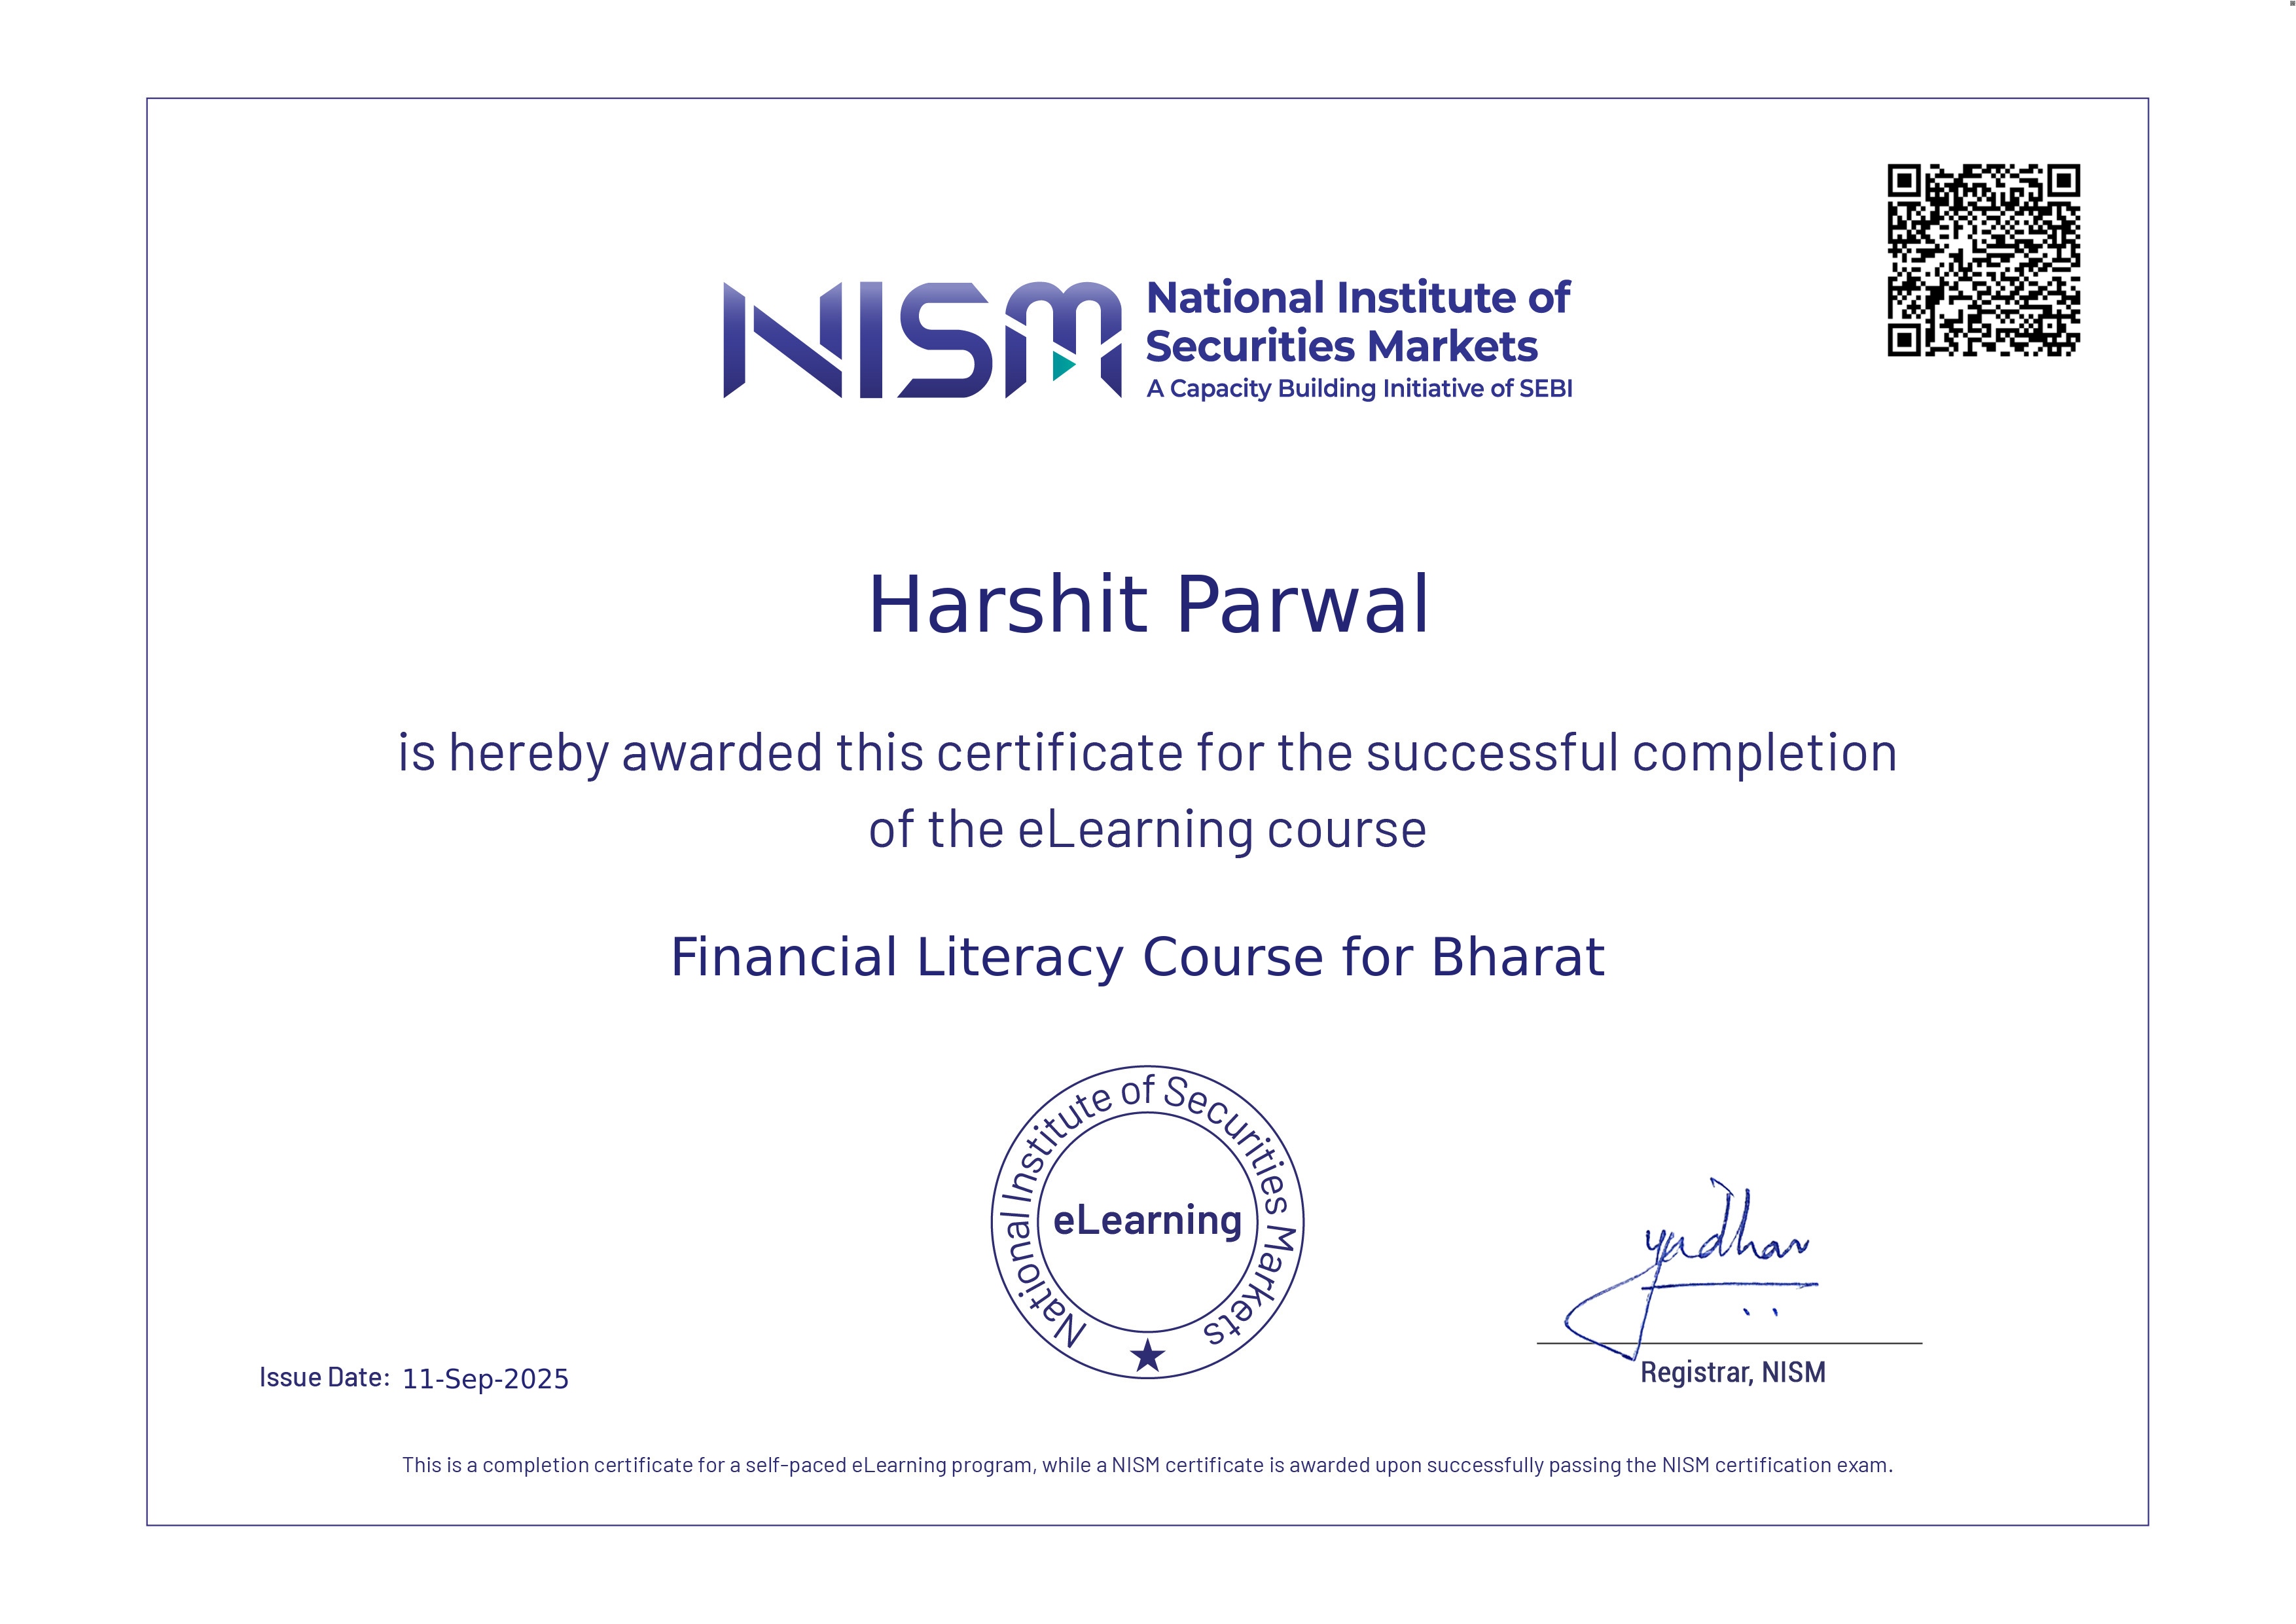 NISM
National Institute of
Securities Markets
A Capacity Building Initiative of SEBI
Harshit Parwal
is hereby awarded this certificate for the successful completion
of the eLearning course
Financial Literacy Course for Bharat
National Institute of Securities Markets
eLearning
Issue Date: 11-Sep-2025
Registrar, NISM
This is a completion certificate for a self-paced eLearning program, while a NISM certificate is awarded upon successfully passing the NISM certification exam.